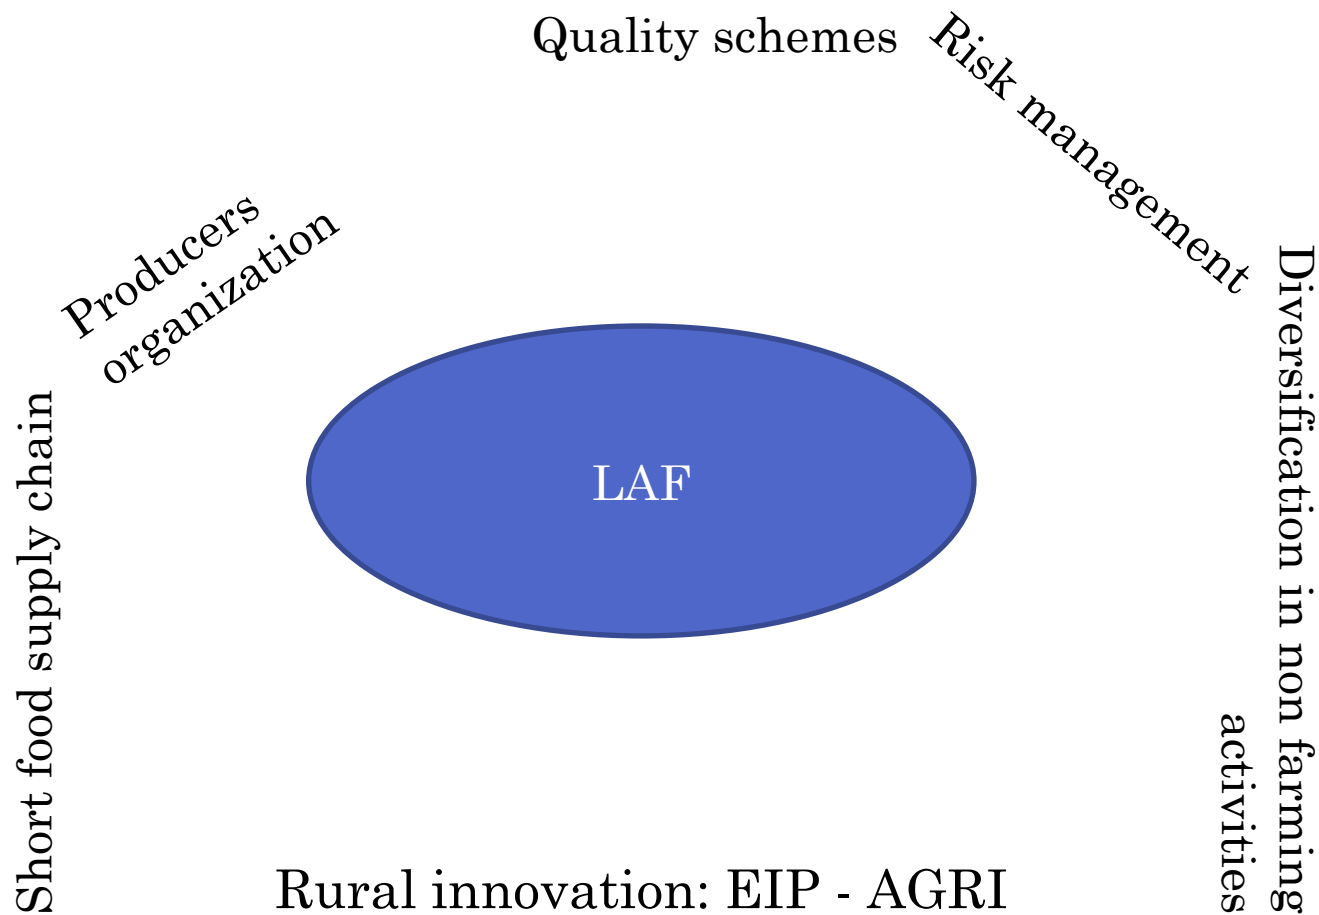 Quality schemes
Risk management
Producers
organization
Diversification in non farming
activities
Short food supply chain
LAF
Rural innovation: EIP - AGRI